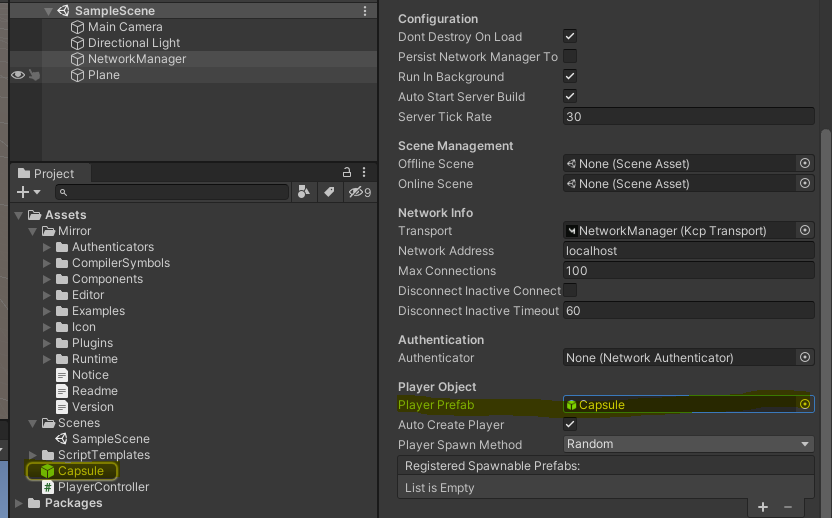 SampleScene
Main Camera
Directional Light
NetworkManager
Plane
Project
9
Assets
Mirror
Authenticators
CompilerSymbols
Components
Editor
Examples
Icon
Plugins
Runtime
Notice
Readme
Version
Scenes
SampleScene
ScriptTemplates
Capsule
# PlayerController
Packages
Configuration
Dont Destroy On Load
Persist Network Manager To
Run In Background
Auto Start Server Build
Server Tick Rate 30
Scene Management
Offline Scene None (Scene Asset)
Online Scene None (Scene Asset)
Network Info
Transport NetworkManager (Kcp Transport)
Network Address localhost
Max Connections 100
Disconnect Inactive Connect
Disconnect Inactive Timeout 60
Authentication
Authenticator None (Network Authenticator)
Player Object
Player Prefab Capsule
Auto Create Player
Player Spawn Method Random
Registered Spawnable Prefabs:
List is Empty
+ −